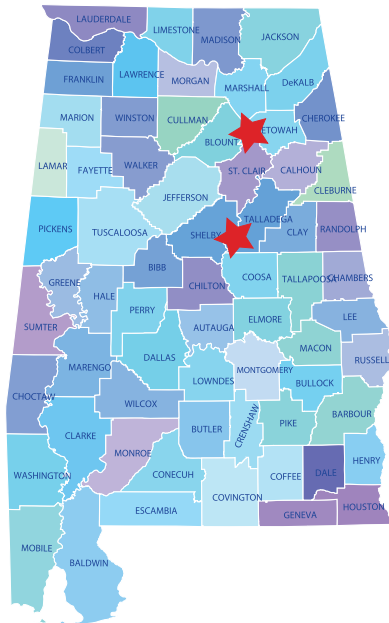 LAUDERDALE
LIMESTONE
MADISON
JACKSON
COLBERT
FRANKLIN
LAWRENCE
MORGAN
MARSHALL
DeKALB
MARION
WINSTON
CULLMAN
BLOUNT
ETOWAH
CHEROKEE
LAMAR
FAYETTE
WALKER
ST. CLAIR
CALHOUN
CLEBURNE
JEFFERSON
PICKENS
TUSCALOOSA
SHELBY
TALLADEGA
CLAY
RANDOLPH
BIBB
GREENE
HALE
CHILTON
COOSA
TALLAPOOSA
CHAMBERS
SUMTER
PERRY
AUTAUGA
ELMORE
LEE
MACON
RUSSELL
MARENGO
DALLAS
LOWNDES
MONTGOMERY
BULLOCK
CHOCTAW
WILCOX
BUTLER
CRENSHAW
PIKE
BARBOUR
CLARKE
MONROE
WASHINGTON
CONECUH
COVINGTON
COFFEE
DALE
HENRY
ESCAMBIA
GENEVA
HOUSTON
MOBILE
BALDWIN